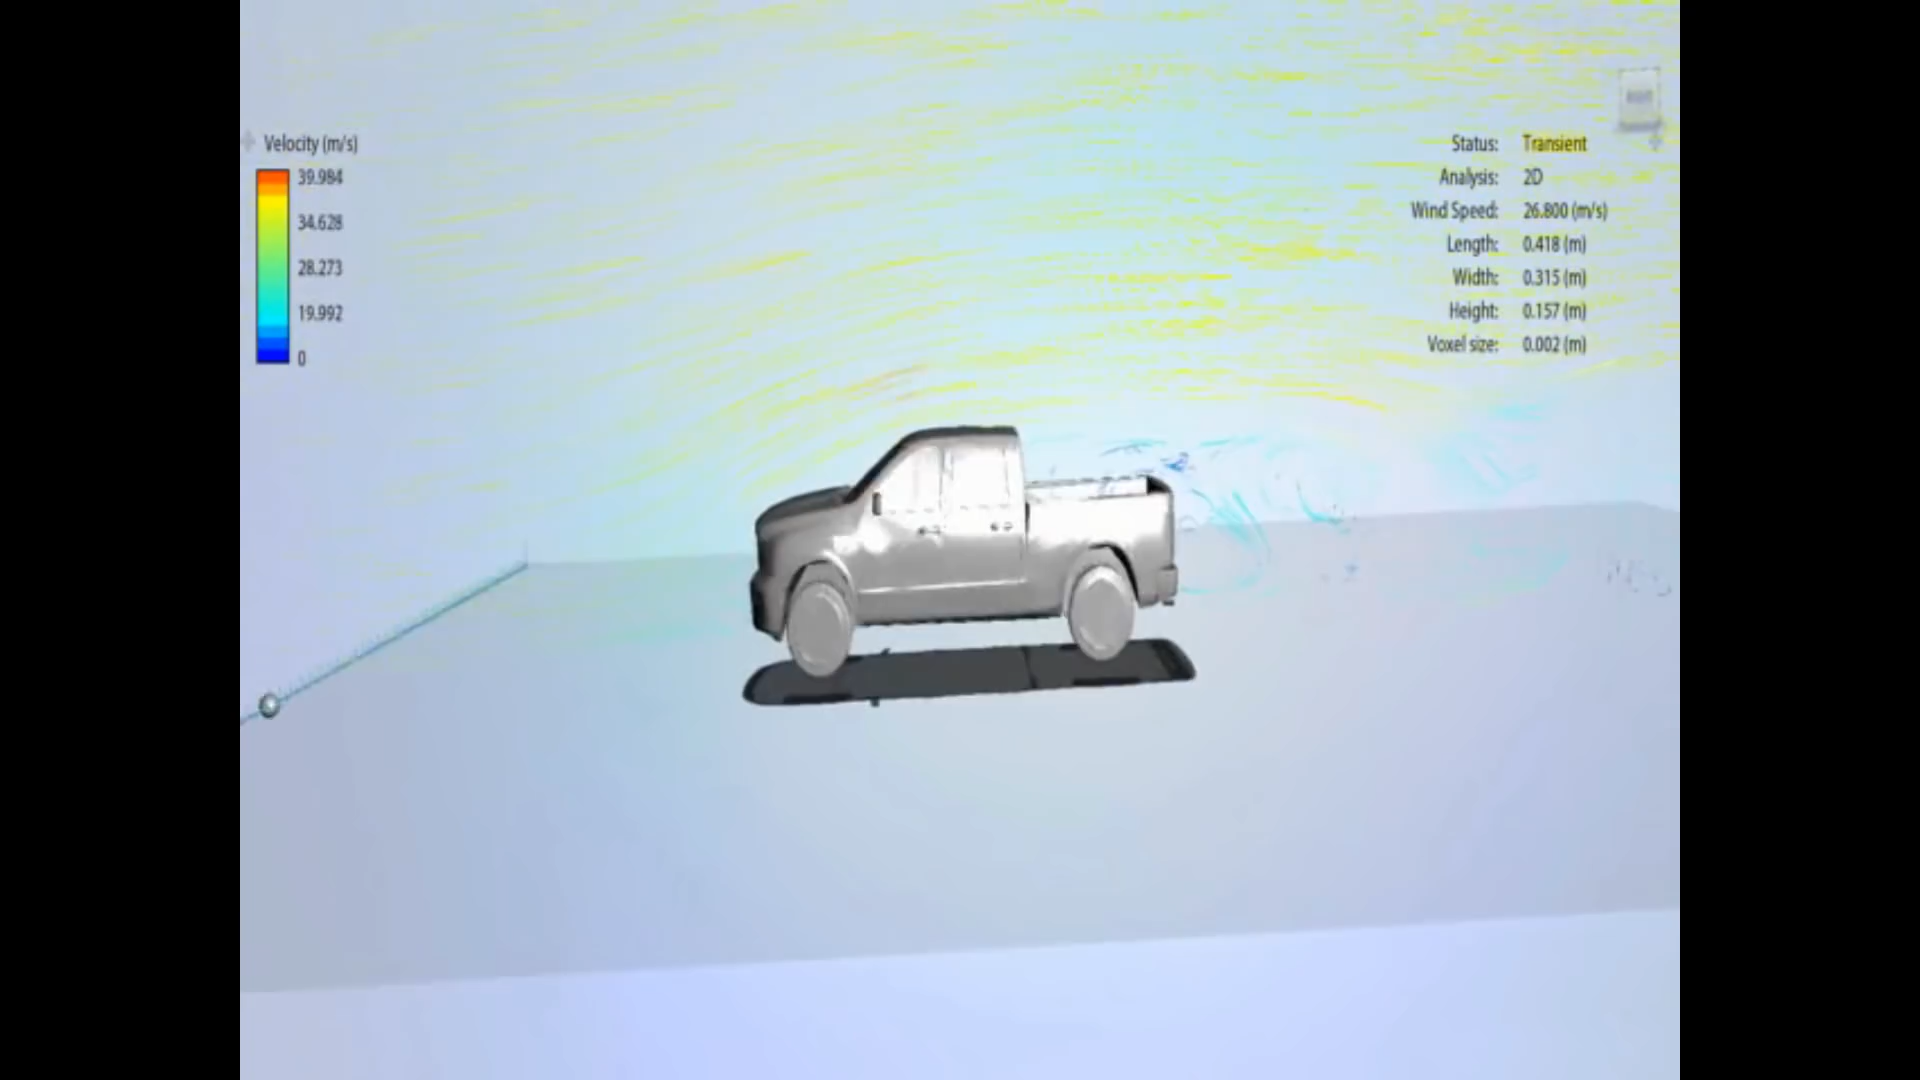 Velocity (m/s)
39.984
34.628
28.273
19.992
0
Status: Transient
Analysis: 2D
Wind Speed: 26.800 (m/s)
Length: 0.418 (m)
Width: 0.315 (m)
Height: 0.157 (m)
Voxel size: 0.002 (m)